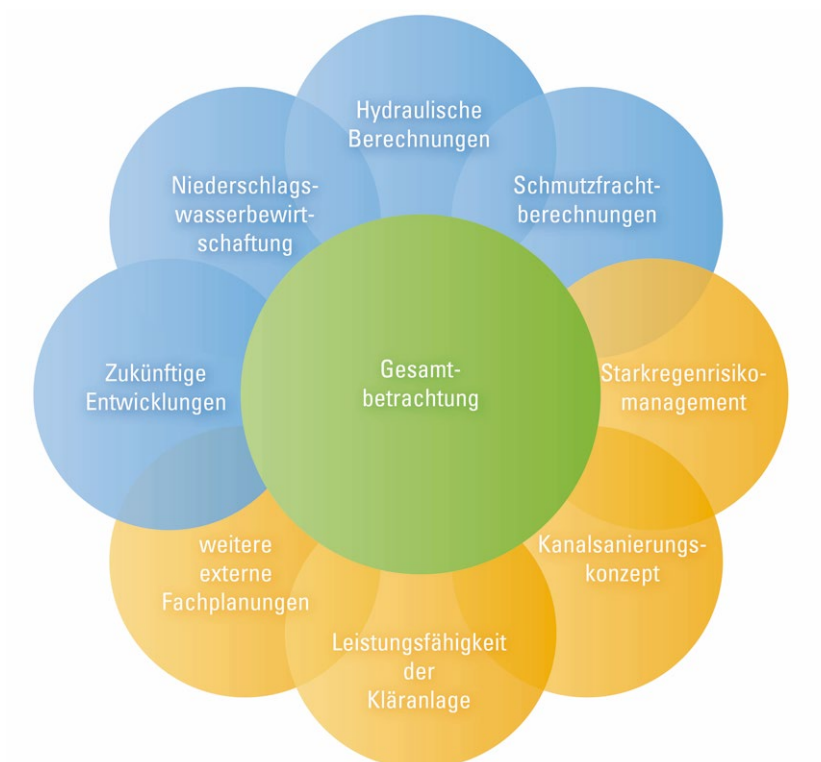 Hydraulische
Berechnungen
Niederschlags-
wasserbewirt-
schaftung
Schmutzfracht-
berechnungen
Zukünftige
Entwicklungen
Gesamt-
betrachtung
Starkregenrisiko-
management
weitere
externe
Fachplanungen
Kanalsanierungs-
konzept
Leistungsfähigkeit
der
Kläranlage